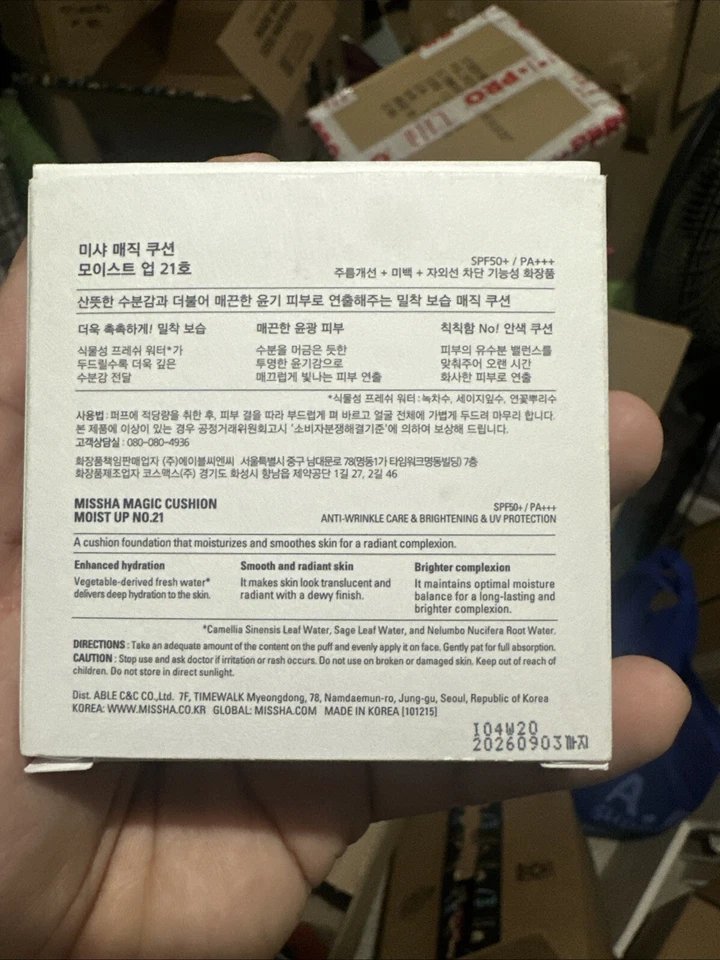 PRO
미샤 매직 쿠션
모이스트 업 21호
SPF50+ / PA+++
주름개선 + 미백 + 자외선 차단 기능성 화장품
산뜻한 수분감과 더불어 매끈한 윤기 피부로 연출해주는 밀착 보습 매직 쿠션
더욱 촉촉하게! 밀착 보습
식물성 프레쉬 워터*가
두드릴수록 더욱 깊은
수분감 전달
매끈한 윤광 피부
수분을 머금은 듯한
투명한 윤기감으로
매끄럽게 빛나는 피부 연출
칙칙함 No! 안색 쿠션
피부의 유수분 밸런스를
맞춰주어 오랜 시간
화사한 피부로 연출
*식물성 프레쉬 워터 : 녹차수, 세이지잎수, 연꽃뿌리수
사용법 : 퍼프에 적당량을 취한 후, 피부 결을 따라 부드럽게 펴 바르고 얼굴 전체에 가볍게 두드려 마무리 합니다.
본 제품에 이상이 있는 경우 공정거래위원회고시 '소비자분쟁해결기준'에 의하여 보상해 드립니다.
고객상담실 : 080-080-4936
화장품책임판매업자 (주)에이블씨엔씨 서울특별시 중구 남대문로 78(명동1가 타임워크명동빌딩) 7층
화장품제조업자 코스맥스(주) 경기도 화성시 향남읍 제약공단 1길 27, 2길 46
MISSHA MAGIC CUSHION
MOIST UP NO.21
SPF50+ / PA+++
ANTI-WRINKLE CARE & BRIGHTENING & UV PROTECTION
A cushion foundation that moisturizes and smoothes skin for a radiant complexion.
Enhanced hydration
Vegetable-derived fresh water*
delivers deep hydration to the skin.
Smooth and radiant skin
It makes skin look translucent and
radiant with a dewy finish.
Brighter complexion
It maintains optimal moisture
balance for a long-lasting and
brighter complexion.
*Camellia Sinensis Leaf Water, Sage Leaf Water, and Nelumbo Nucifera Root Water.
DIRECTIONS : Take an adequate amount of the content on the puff and evenly apply it on face. Gently pat for full absorption.
CAUTION : Stop use and ask doctor if irritation or rash occurs. Do not use on broken or damaged skin. Keep out of reach of
children. Do not store in direct sunlight.
Dist. ABLE C&C CO.,Ltd. 7F, TIMEWALK Myeongdong, 78, Namdaemun-ro, Jung-gu, Seoul, Republic of Korea
KOREA: WWW.MISSHA.CO.KR GLOBAL: MISSHA.COM MADE IN KOREA [101215]
I04W20
20260903까지